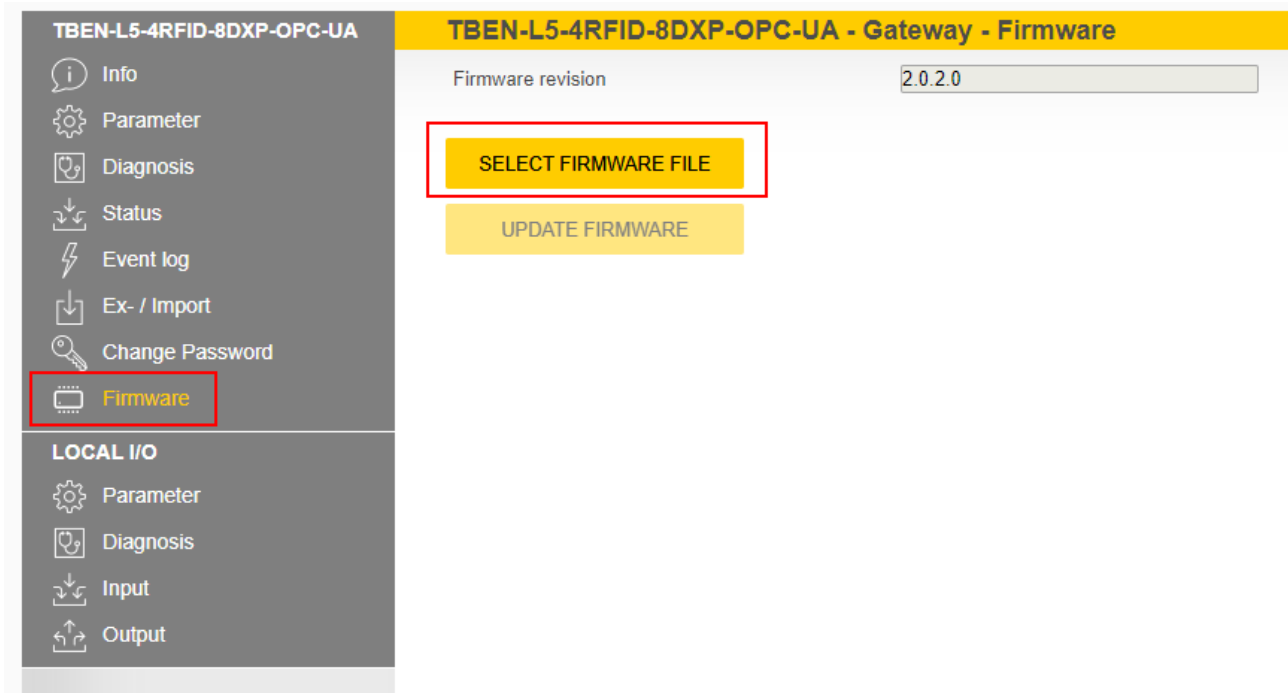 TBEN-L5-4RFID-8DXP-OPC-UA
Info
Parameter
Diagnosis
Status
Event log
Ex- / Import
Change Password
Firmware
LOCAL I/O
Parameter
Diagnosis
Input
Output
TBEN-L5-4RFID-8DXP-OPC-UA - Gateway - Firmware
Firmware revision 2.0.2.0
SELECT FIRMWARE FILE
UPDATE FIRMWARE